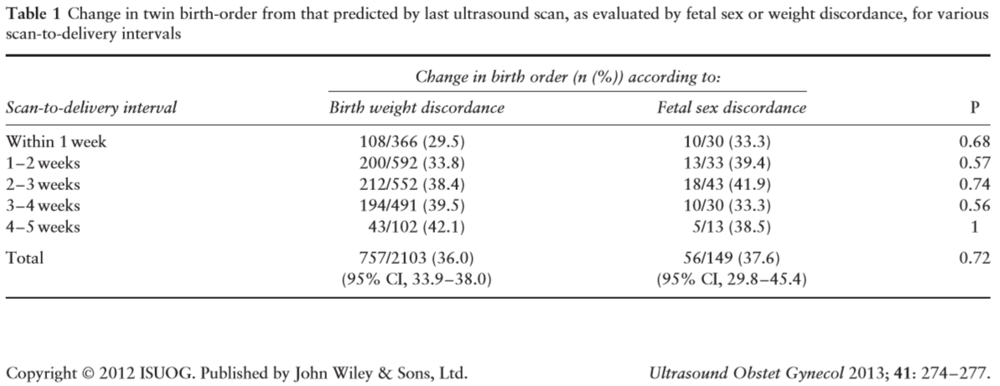 Table 1 Change in twin birth-order from that predicted by last ultrasound scan, as evaluated by fetal sex or weight discordance, for various
scan-to-delivery intervals
Change in birth order (n (%)) according to:
Scan-to-delivery interval Birth weight discordance Fetal sex discordance P
Within 1 week 108/366 (29.5) 10/30 (33.3) 0.68
1–2 weeks 200/592 (33.8) 13/33 (39.4) 0.57
2–3 weeks 212/552 (38.4) 18/43 (41.9) 0.74
3–4 weeks 194/491 (39.5) 10/30 (33.3) 0.56
4–5 weeks 43/102 (42.1) 5/13 (38.5) 1
Total 757/2103 (36.0) 56/149 (37.6) 0.72
(95% CI, 33.9–38.0) (95% CI, 29.8–45.4)
Copyright © 2012 ISUOG. Published by John Wiley & Sons, Ltd. Ultrasound Obstet Gynecol 2013; 41: 274–277.